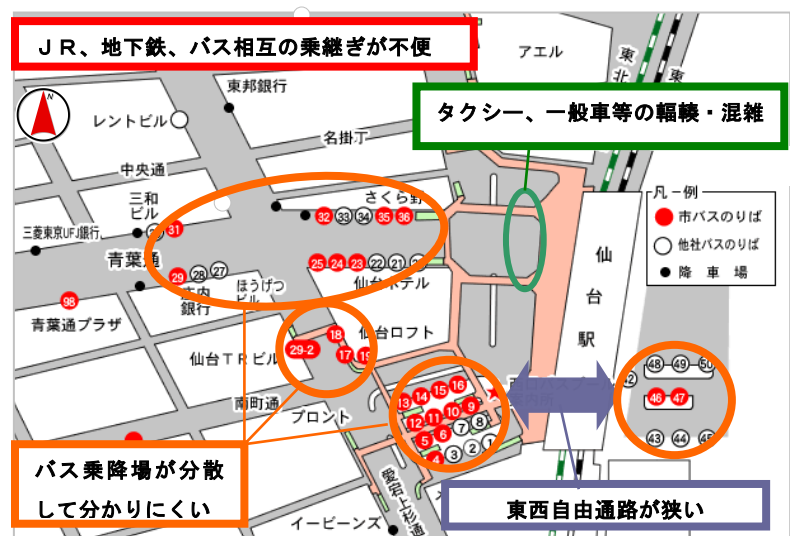 ＪＲ、地下鉄、バス相互の乗継ぎが不便
アエル
東北
東
東邦銀行
タクシー、一般車等の輻輳・混雑
N
レントビル
名掛丁
中央通
さくら野
凡－例
三和
ビル
市バスのりば
他社バスのりば
降車場
32 33 34 35 36
31
三菱東京UFJ銀行
青葉通
25 24 23 22 21
29 28 27
仙台駅
ほうげつ
ビル
仙台ホテル
銀行
98
青葉通プラザ
18
仙台ロフト
29-2
17 19
仙台ＴＲビル
48 49 50
16
15
14
13
46 47
南町通
9
10
11
12
フロント
8
7
6
5
43 44 45
1
2
3
4
バス乗降場が分散
して分かりにくい
東西自由通路が狭い
愛宕上杉通
イービーンズ